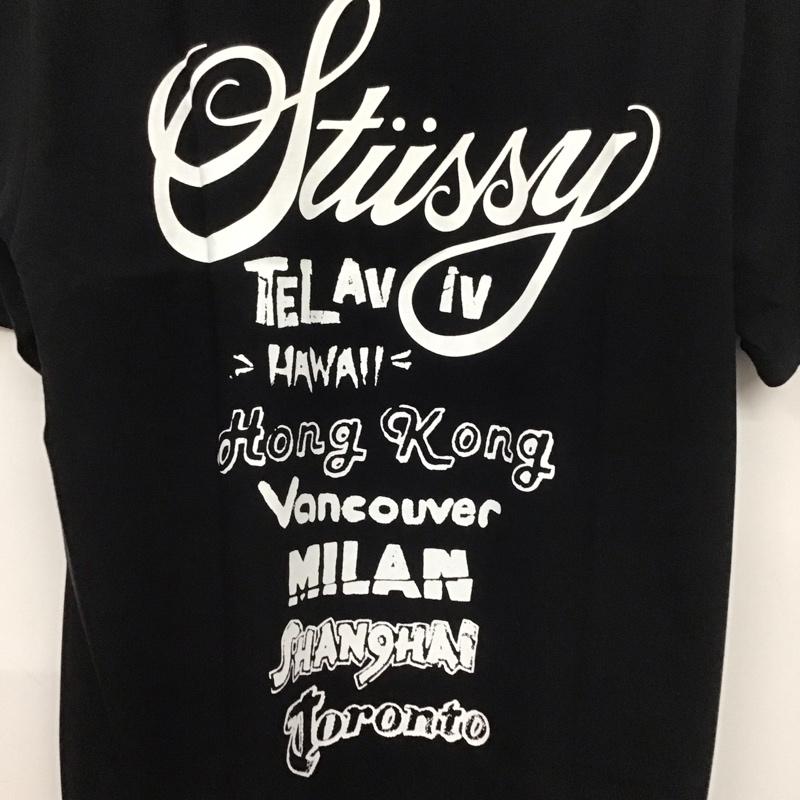 Stüssy
TEL AV IV
> HAWAII <
Hong Kong
Vancouver
MILAN
SHANGHAI
Toronto